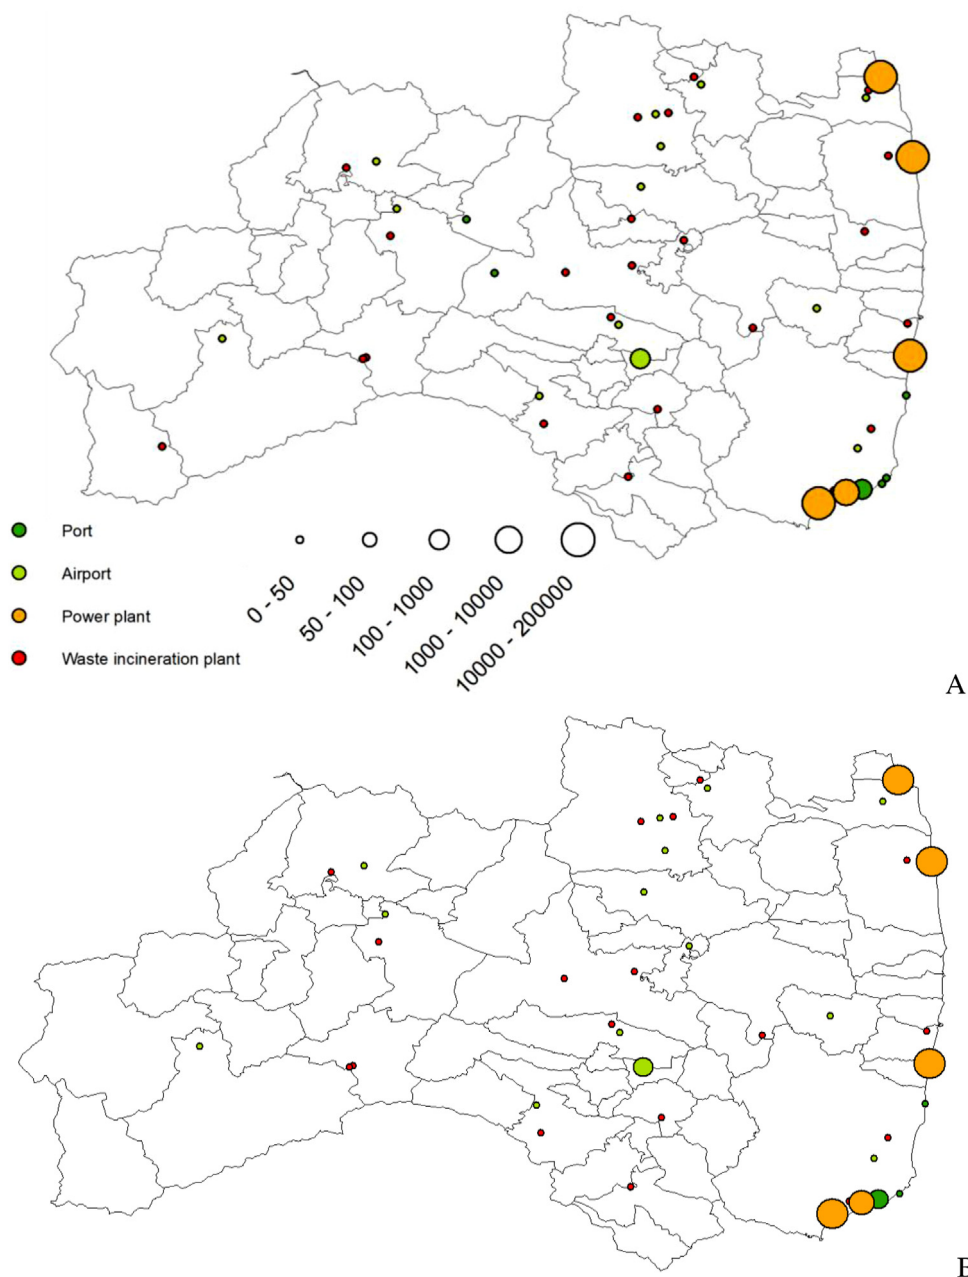 Port
Airport
Power plant
Waste incineration plant
0 - 50
50 - 100
100 - 1000
1000 - 10000
10000 - 200000
A
B